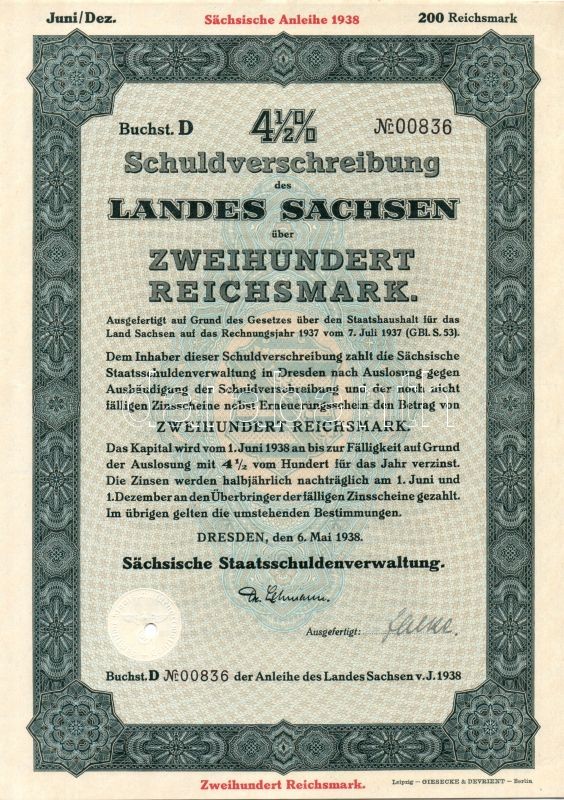 Juni/Dez. Sächsische Anleihe 1938 200 Reichsmark
Buchst. D 4½% № 00836
Schuldverschreibung
des
LANDES SACHSEN
über
ZWEIHUNDERT
REICHSMARK.
Ausgefertigt auf Grund des Gesetzes über den Staatshaushalt für das
Land Sachsen auf das Rechnungsjahr 1937 vom 7. Juli 1937 (GBl. S. 53).
Dem Inhaber dieser Schuldverschreibung zahlt die Sächsische
Staatsschuldenverwaltung in Dresden nach Auslosung gegen
Aushändigung der Schuldverschreibung und der noch nicht
fälligen Zinsscheine nebst Erneuerungsschein den Betrag von
ZWEIHUNDERT REICHSMARK.
Das Kapital wird vom 1. Juni 1938 an bis zur Fälligkeit auf Grund
der Auslosung mit 4½ vom Hundert für das Jahr verzinst.
Die Zinsen werden halbjährlich nachträglich am 1. Juni und
1. Dezember an den Überbringer der fälligen Zinsscheine gezahlt.
Im übrigen gelten die umstehenden Bestimmungen.
DRESDEN, den 6. Mai 1938.
Sächsische Staatsschuldenverwaltung.
Dr. Lehmann.
Ausgefertigt:
Buchst. D № 00836 der Anleihe des Landes Sachsen v. J. 1938
Zweihundert Reichsmark.
Leipzig – GIESECKE & DEVRIENT – Berlin